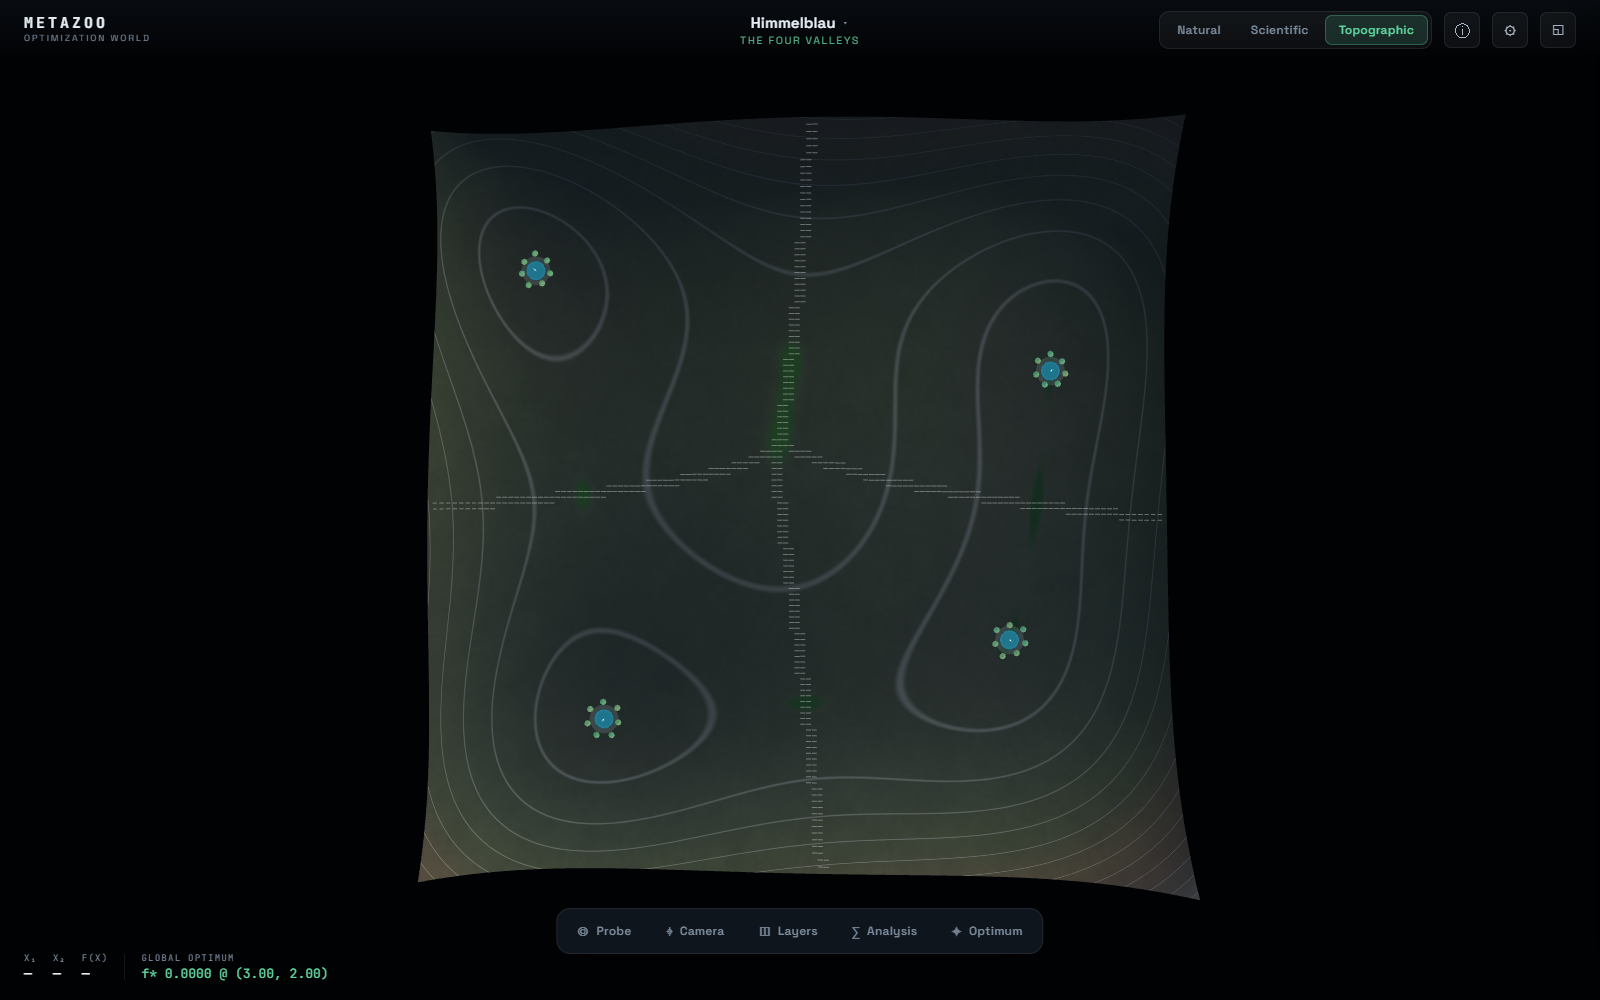 METAZOO
OPTIMIZATION WORLD
Himmelblau
THE FOUR VALLEYS
Natural
Scientific
Topographic
Probe
Camera
Layers
Analysis
Optimum
X₁ X₂ F(X)
— — —
GLOBAL OPTIMUM
f* 0.0000 @ (3.00, 2.00)